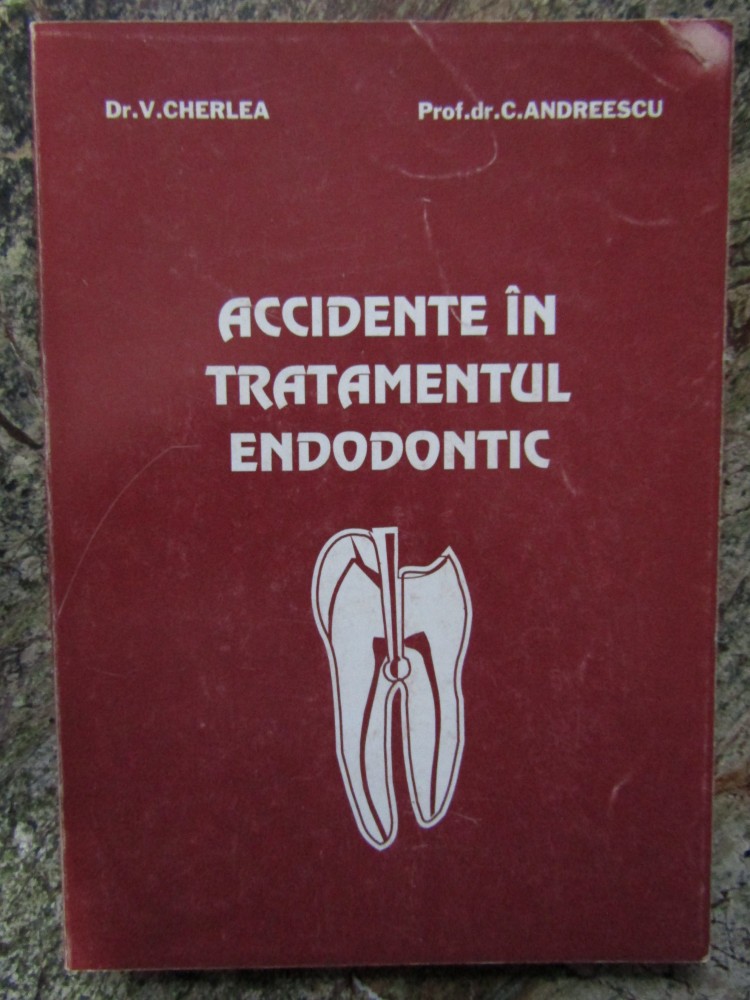 Dr.V.CHERLEA Prof.dr.C.ANDREESCU
ACCIDENTE ÎN
TRATAMENTUL
ENDODONTIC